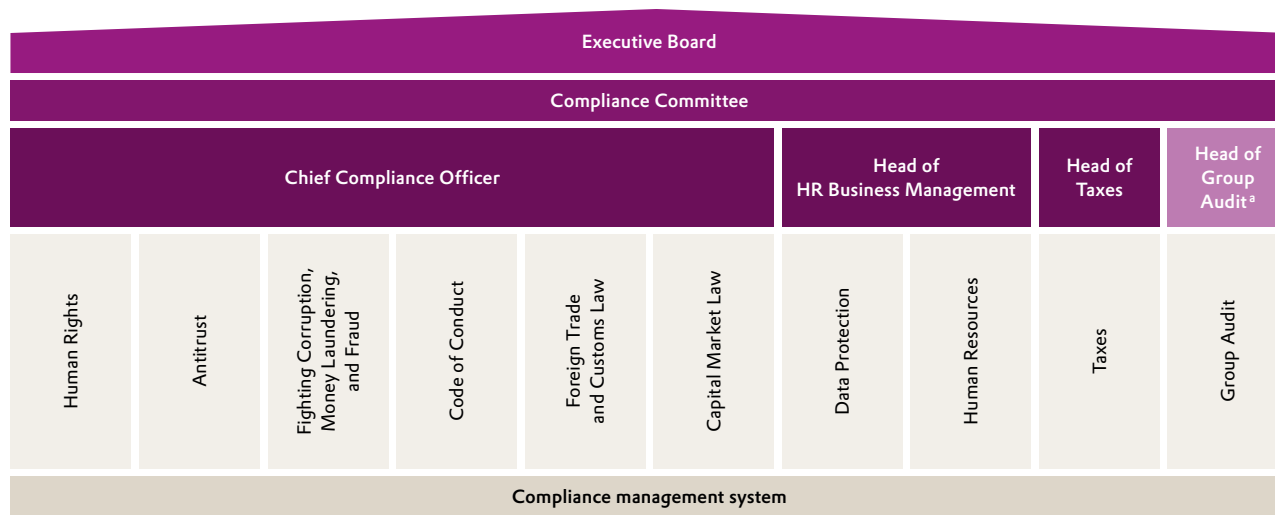 Executive Board
Compliance Committee
Chief Compliance Officer
Head of
HR Business Management
Head of
Taxes
Head of
Group
Audit a
Human Rights
Antitrust
Fighting Corruption,
Money Laundering,
and Fraud
Code of Conduct
Foreign Trade
and Customs Law
Capital Market Law
Data Protection
Human Resources
Taxes
Group Audit
Compliance management system